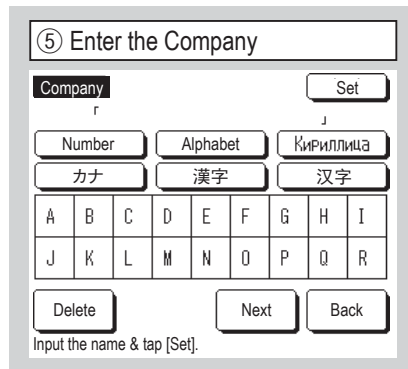 ⑤ Enter the Company
Company Set
「 」
Number Alphabet Кириллица
カナ 漢字 汉字
A B C D E F G H I
J K L M N O P Q R
Delete Next Back
Input the name & tap [Set].